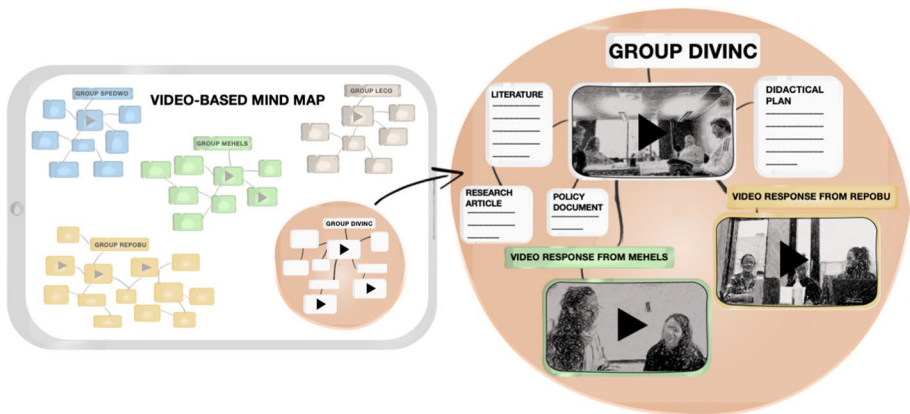 VIDEO-BASED MIND MAP
GROUP SPEDWO
GROUP LECO
GROUP MEHELS
GROUP DIVINC
GROUP REPOBU
GROUP DIVINC
LITERATURE
DIDACTICAL
PLAN
RESEARCH
ARTICLE
POLICY
DOCUMENT
VIDEO RESPONSE FROM REPOBU
VIDEO RESPONSE FROM MEHELS